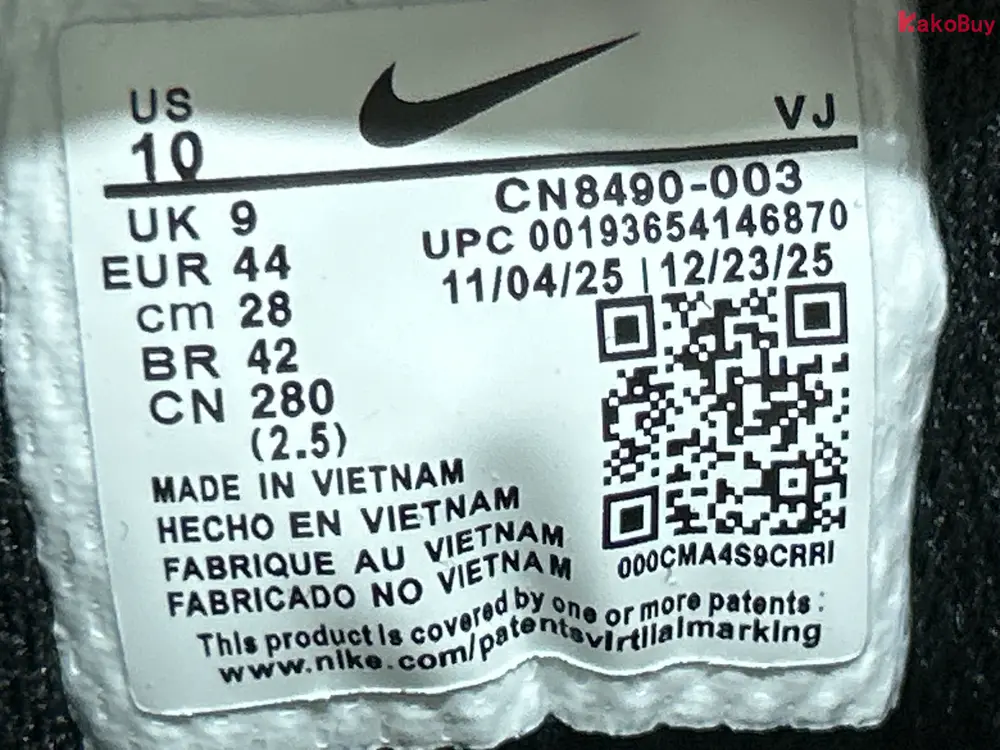 KakoBuy
US
10
VJ
CN8490-003
UPC 00193654146870
11/04/25 | 12/23/25
UK 9
EUR 44
cm 28
BR 42
CN 280
(2.5)
MADE IN VIETNAM
HECHO EN VIETNAM
FABRIQUE AU VIETNAM
FABRICADO NO VIETNAM
000CMA4S9CRRI
This product is covered by one or more patents:
www.nike.com/patentsvirtlialmarking